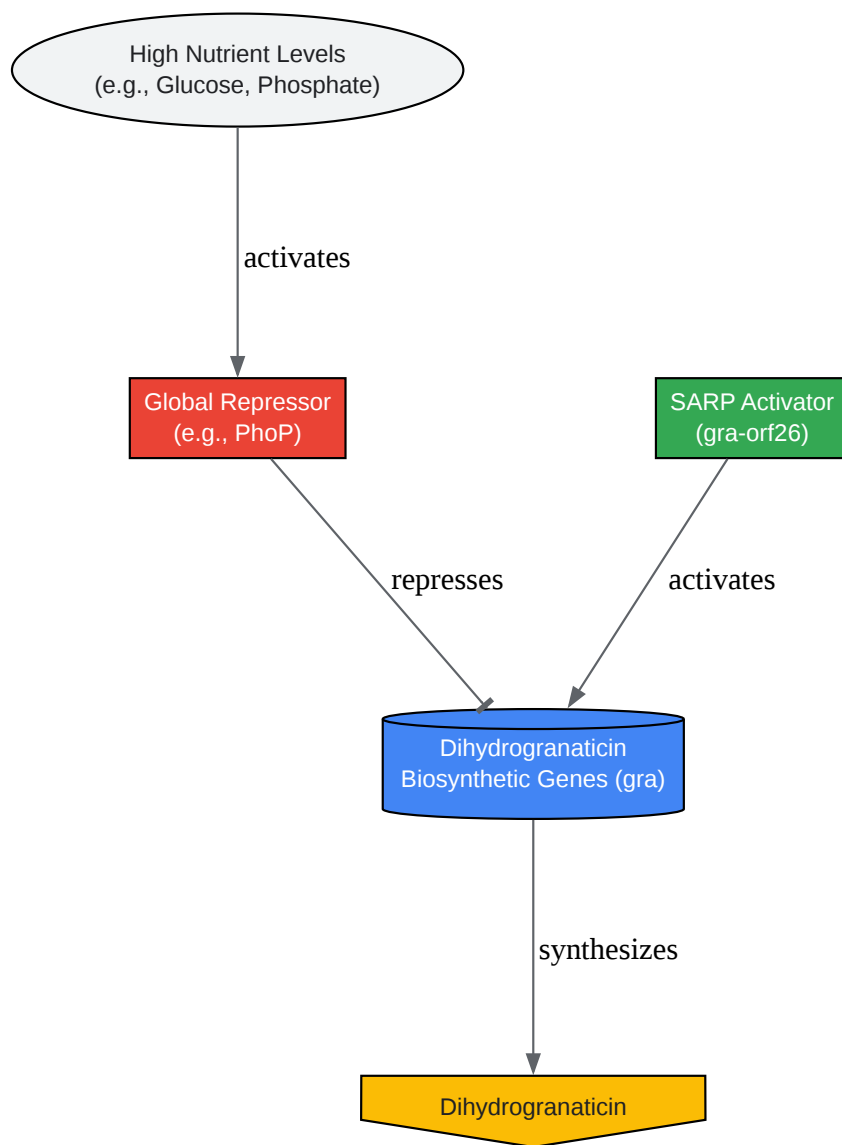 High Nutrient Levels
(e.g., Glucose, Phosphate)
activates
Global Repressor
(e.g., PhoP)
SARP Activator
(gra-orf26)
represses
activates
Dihydrogranaticin
Biosynthetic Genes (gra)
synthesizes
Dihydrogranaticin